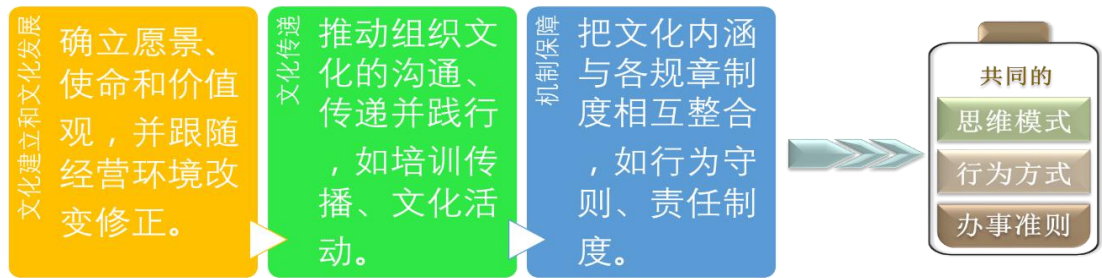 文化建立和文化发展
确立愿景、
使命和价值
观，并跟随
经营环境改
变修正。
文化传递
推动组织文
化的沟通、
传递并践行
，如培训传
播、文化活
动。
机制保障
把文化内涵
与各规章制
度相互整合
，如行为守
则、责任制
度。
共同的
思维模式
行为方式
办事准则